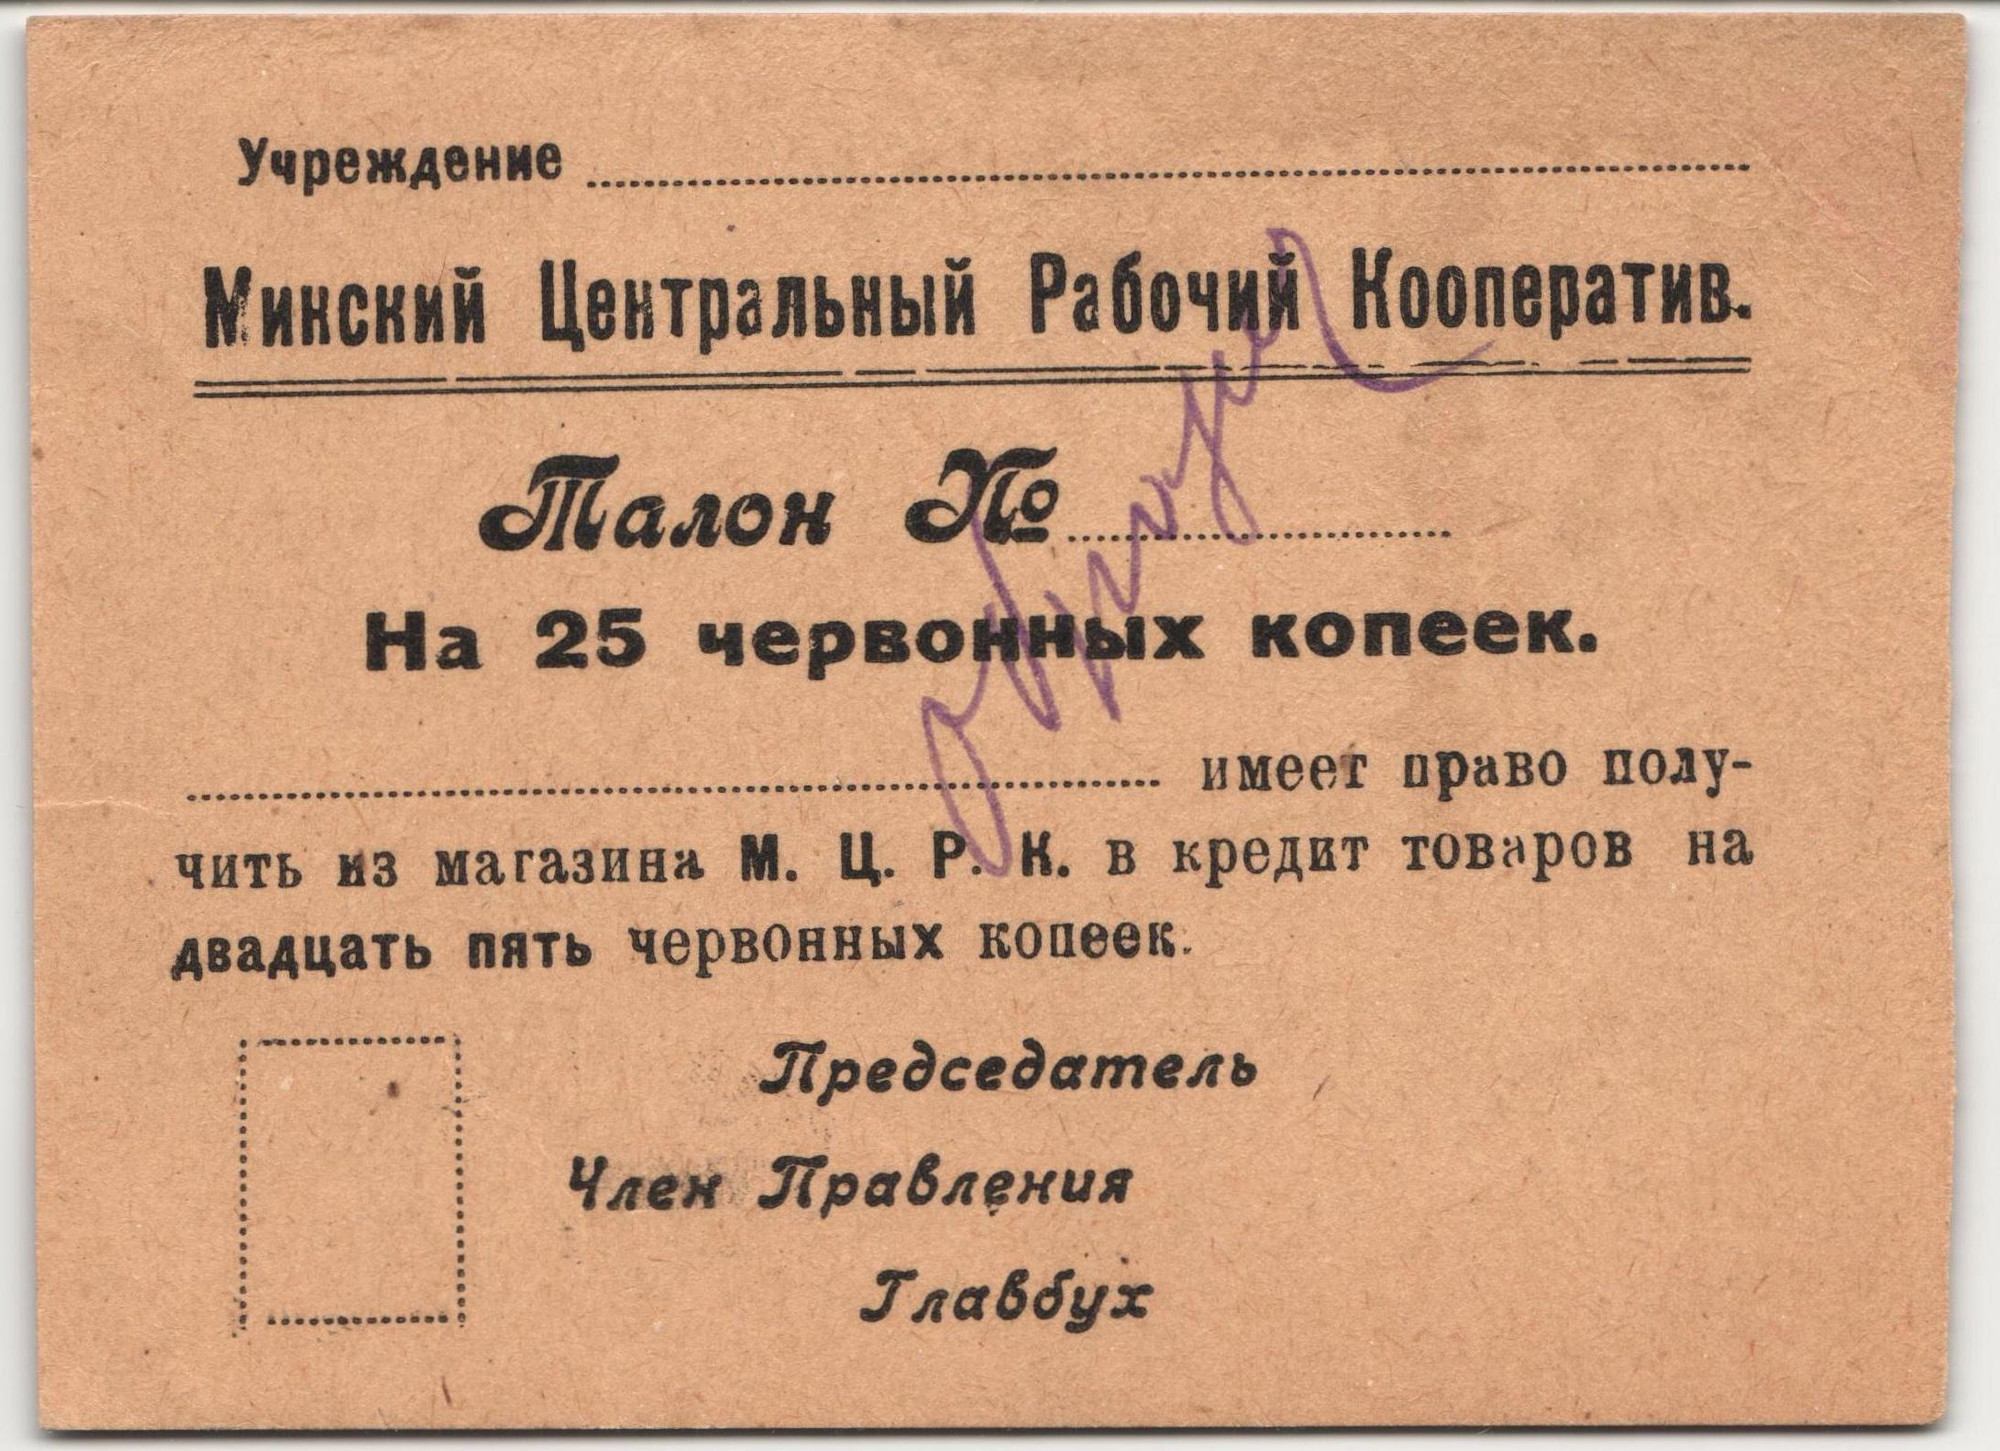 Учреждение
Минский Центральный Рабочий Кооператив.
Талон №
На 25 червонных копеек.
имеет право полу-
чить из магазина М. Ц. Р. К. в кредит товаров на
двадцать пять червонных копеек.
Председатель
Член Правления
Главбух
Образец